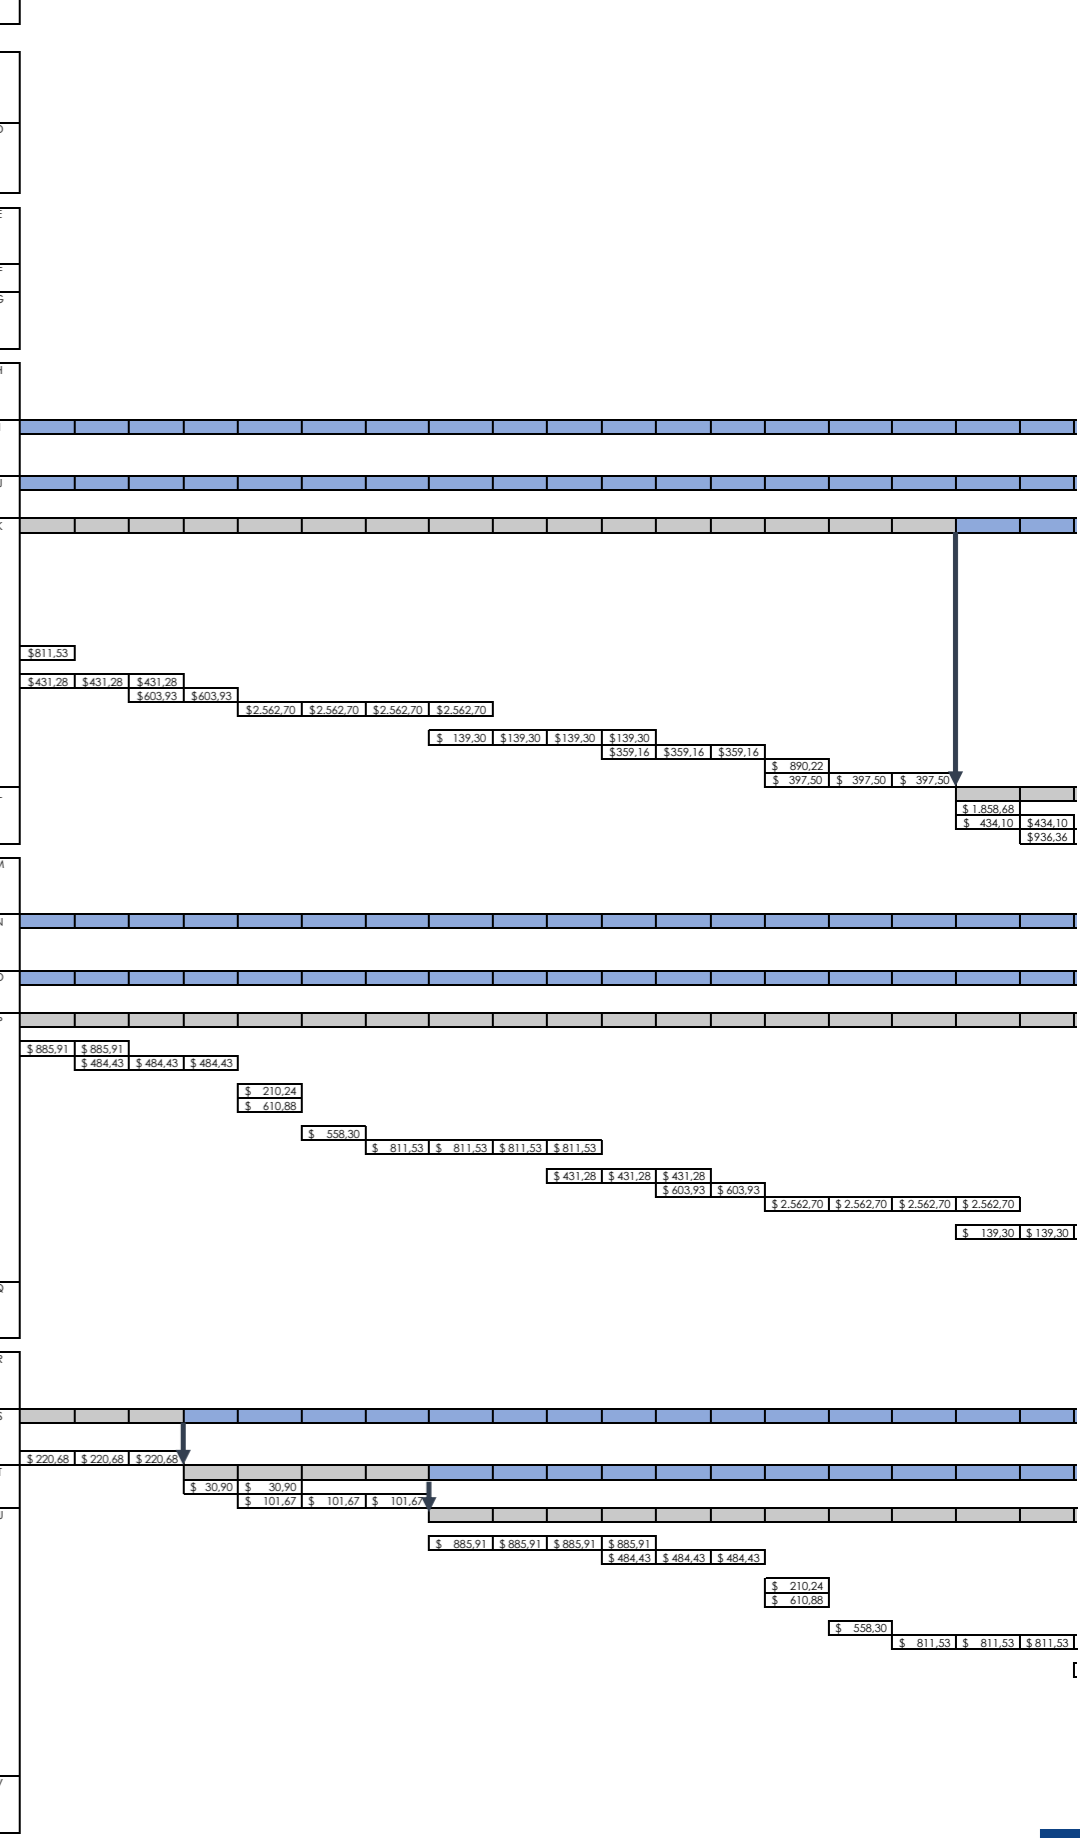 E
F
G
H
J
K
$811,53
$431,28 $431,28 $431,28
$603,93 $603,93
$2.562,70 $2.562,70 $2.562,70 $2.562,70
$ 139,30 $139,30 $139,30 $139,30
$359,16 $359,16 $359,16
$ 890,22
$ 397,50 $ 397,50 $ 397,50
$ 1.858,68
$ 434,10 $434,10
$936,36
M
N
P
$ 885,91 $ 885,91
$ 484,43 $ 484,43 $ 484,43
$ 210,24
$ 610,88
$ 558,30
$ 811,53 $ 811,53 $ 811,53 $ 811,53
$ 431,28 $ 431,28 $ 431,28
$ 603,93 $ 603,93
$ 2.562,70 $ 2.562,70 $ 2.562,70 $ 2.562,70
$ 139,30 $ 139,30
Q
R
S
$ 220,68 $ 220,68 $ 220,68
T
$ 30,90 $ 30,90
$ 101,67 $ 101,67 $ 101,67
$ 885,91 $ 885,91 $ 885,91 $ 885,91
$ 484,43 $ 484,43 $ 484,43
$ 210,24
$ 610,88
$ 558,30
$ 811,53 $ 811,53 $ 811,53